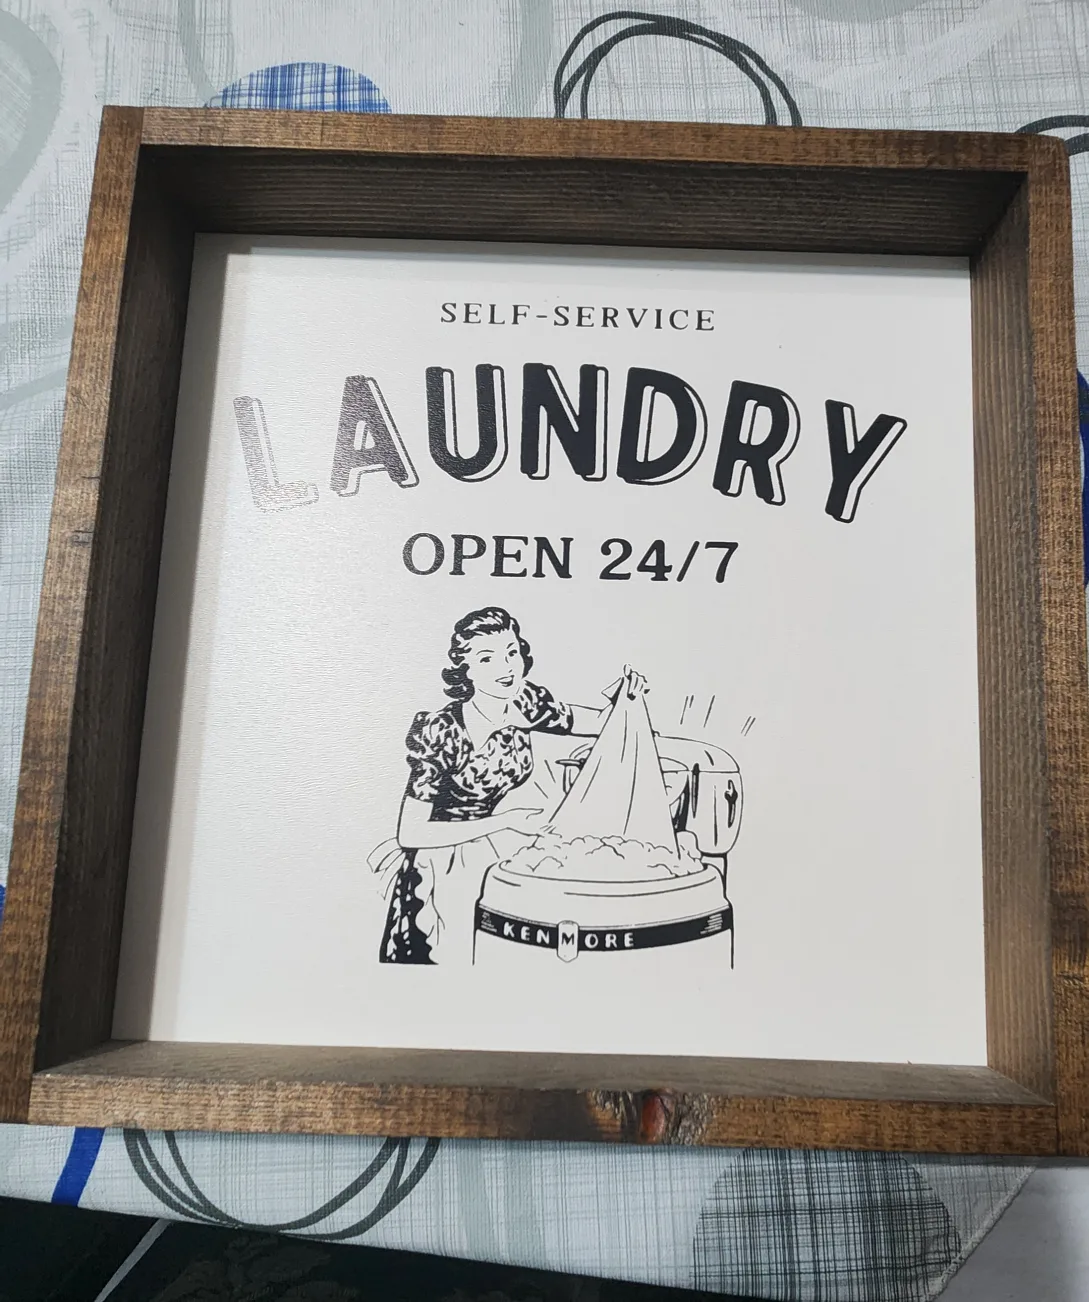 SELF-SERVICE
LAUNDRY
OPEN 24/7
KENMORE